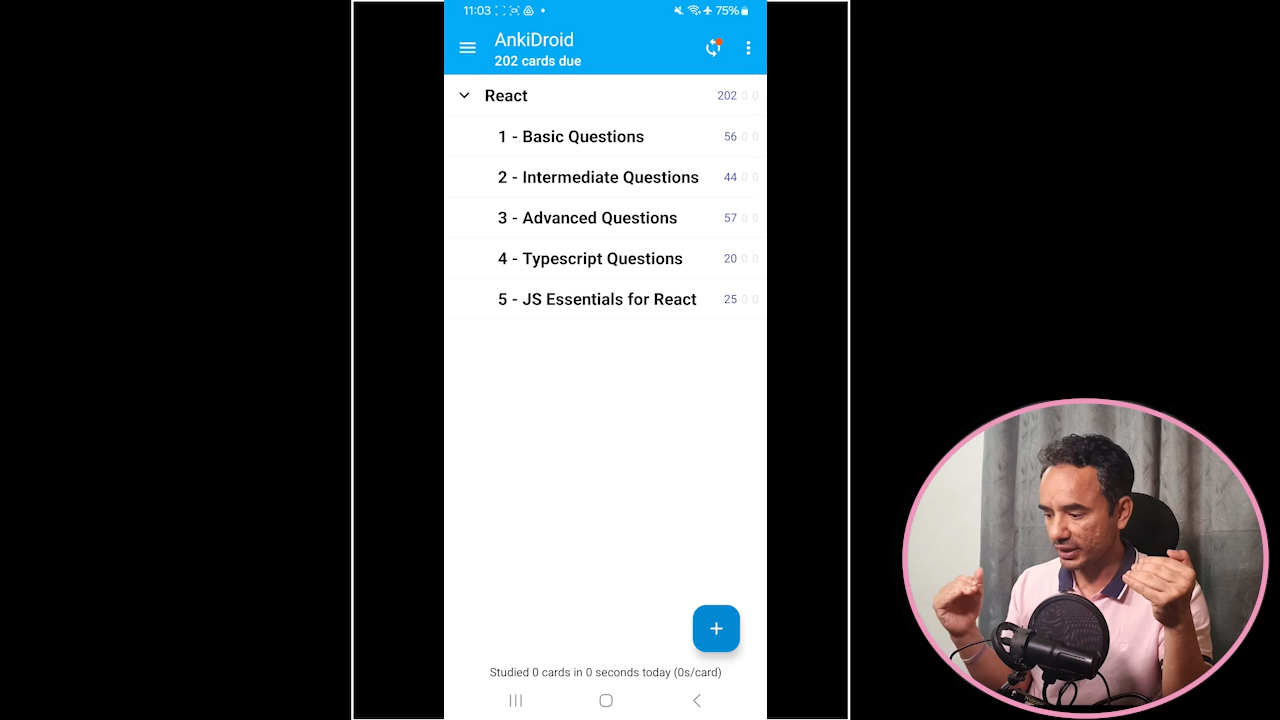 11:03 75%
AnkiDroid
202 cards due
React 202 0 0
1 - Basic Questions 56 0 0
2 - Intermediate Questions 44 0 0
3 - Advanced Questions 57 0 0
4 - Typescript Questions 20 0 0
5 - JS Essentials for React 25 0 0
+
Studied 0 cards in 0 seconds today (0s/card)